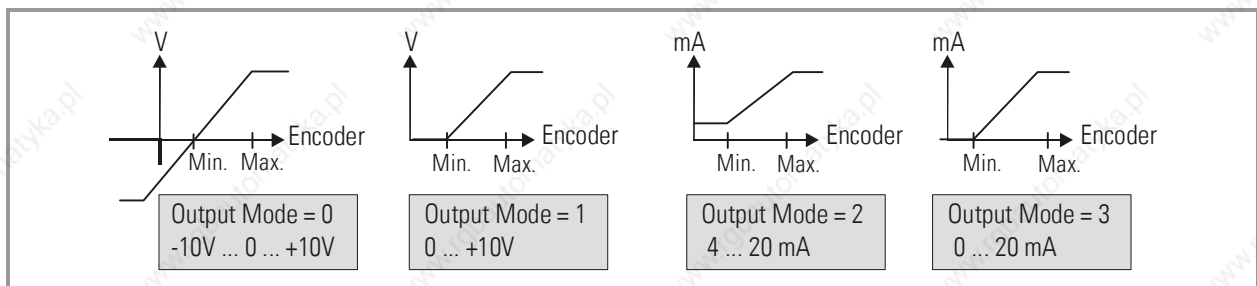 V
Encoder
Min. Max.
Output Mode = 0
-10V ... 0 ... +10V
V
Encoder
Min. Max.
Output Mode = 1
0 ... +10V
mA
Encoder
Min. Max.
Output Mode = 2
4 ... 20 mA
mA
Encoder
Min. Max.
Output Mode = 3
0 ... 20 mA